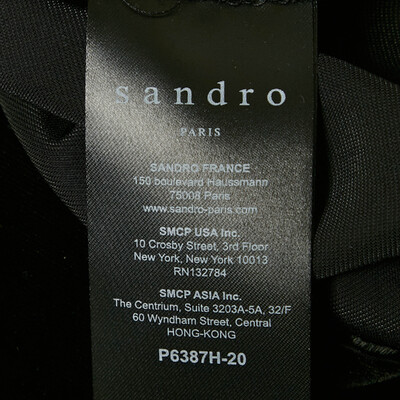 sandro
PARIS
SANDRO FRANCE
150 boulevard Haussmann
75008 Paris
www.sandro-paris.com
SMCP USA Inc.
10 Crosby Street, 3rd Floor
New York, New York 10013
RN132784
SMCP ASIA Inc.
The Centrium, Suite 3203A-5A, 32/F
60 Wyndham Street, Central
HONG-KONG
P6387H-20